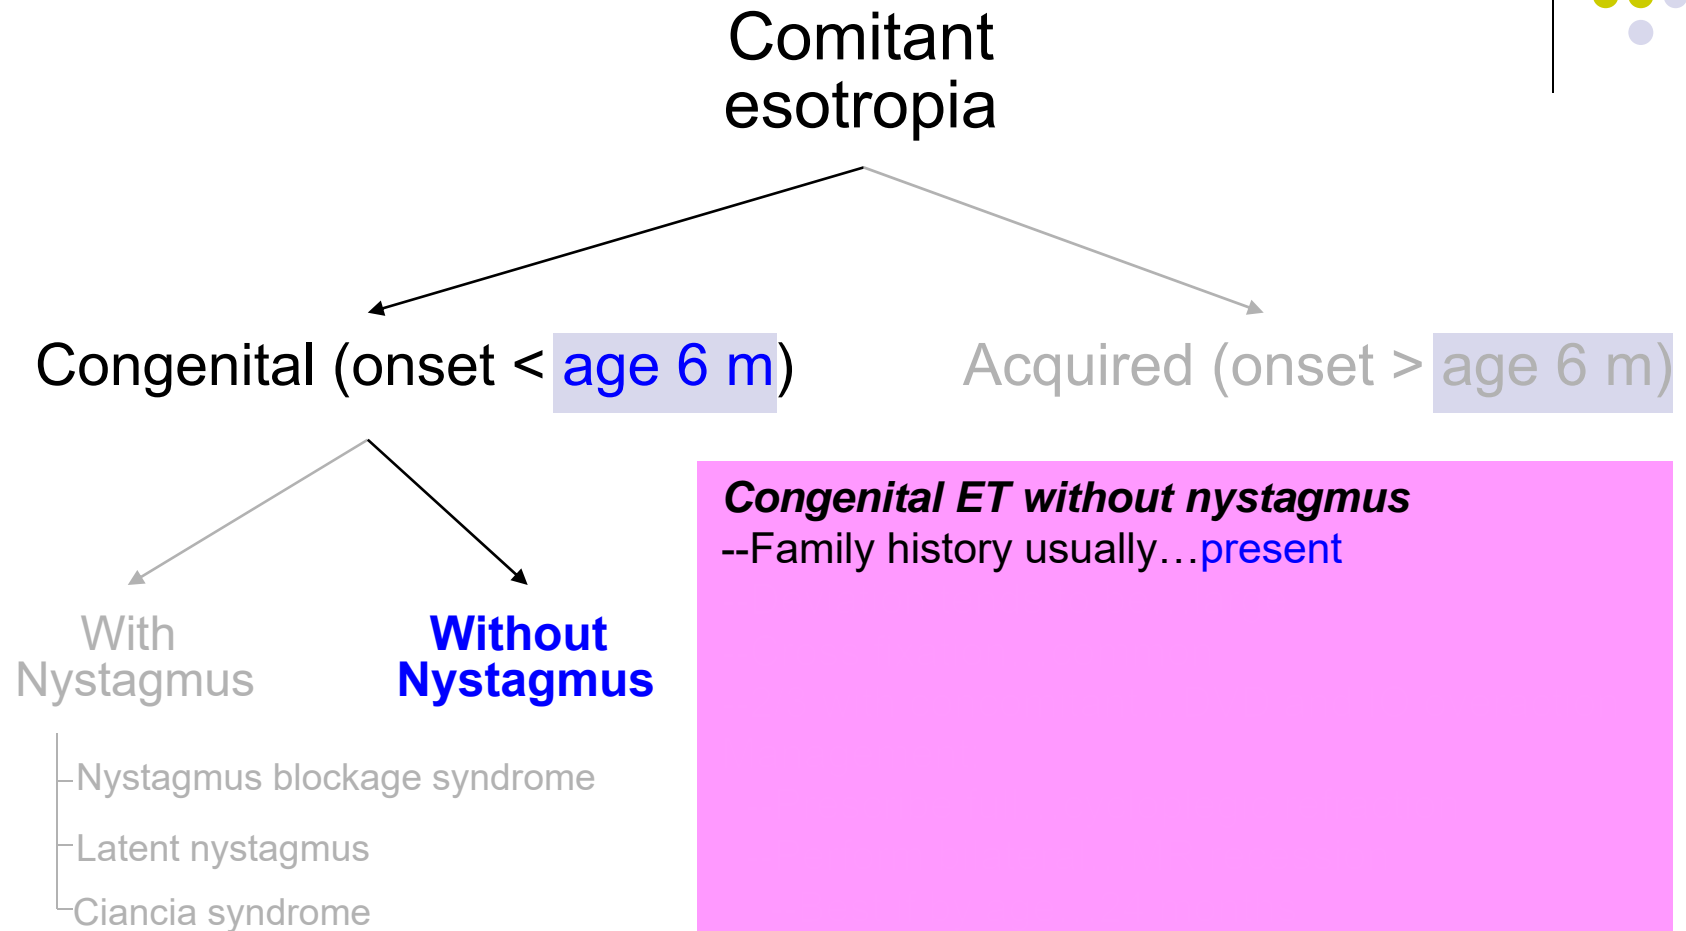 Comitant
esotropia
Congenital (onset < age 6 m)
Acquired (onset > age 6 m)
Congenital ET without nystagmus
--Family history usually…present
With
Nystagmus
Without
Nystagmus
Nystagmus blockage syndrome
Latent nystagmus
Ciancia syndrome